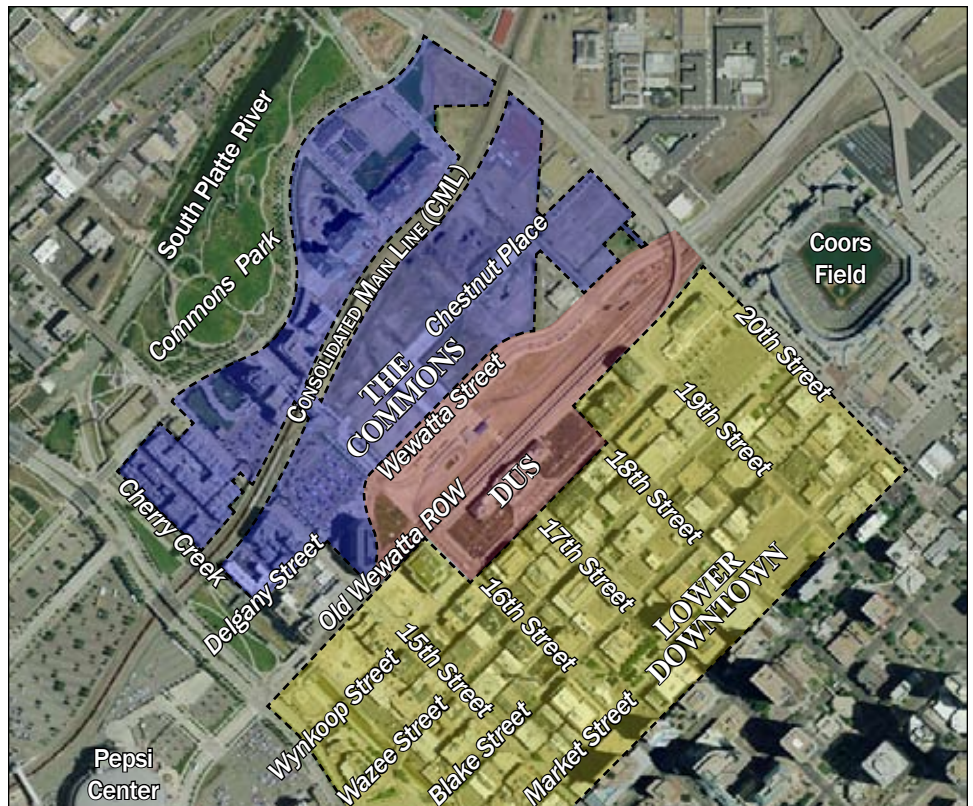 South Platte River
Commons Park
Consolidated Main Line (CML)
Chestnut Place
THE
COMMONS
Wewatta Street
Coors
Field
20th Street
19th Street
18th Street
DUS
17th Street
Old Wewatta ROW
Cherry Creek
Delgany Street
16th Street
LOWER
DOWNTOWN
15th Street
Wynkoop Street
Wazee Street
Blake Street
Market Street
Pepsi
Center